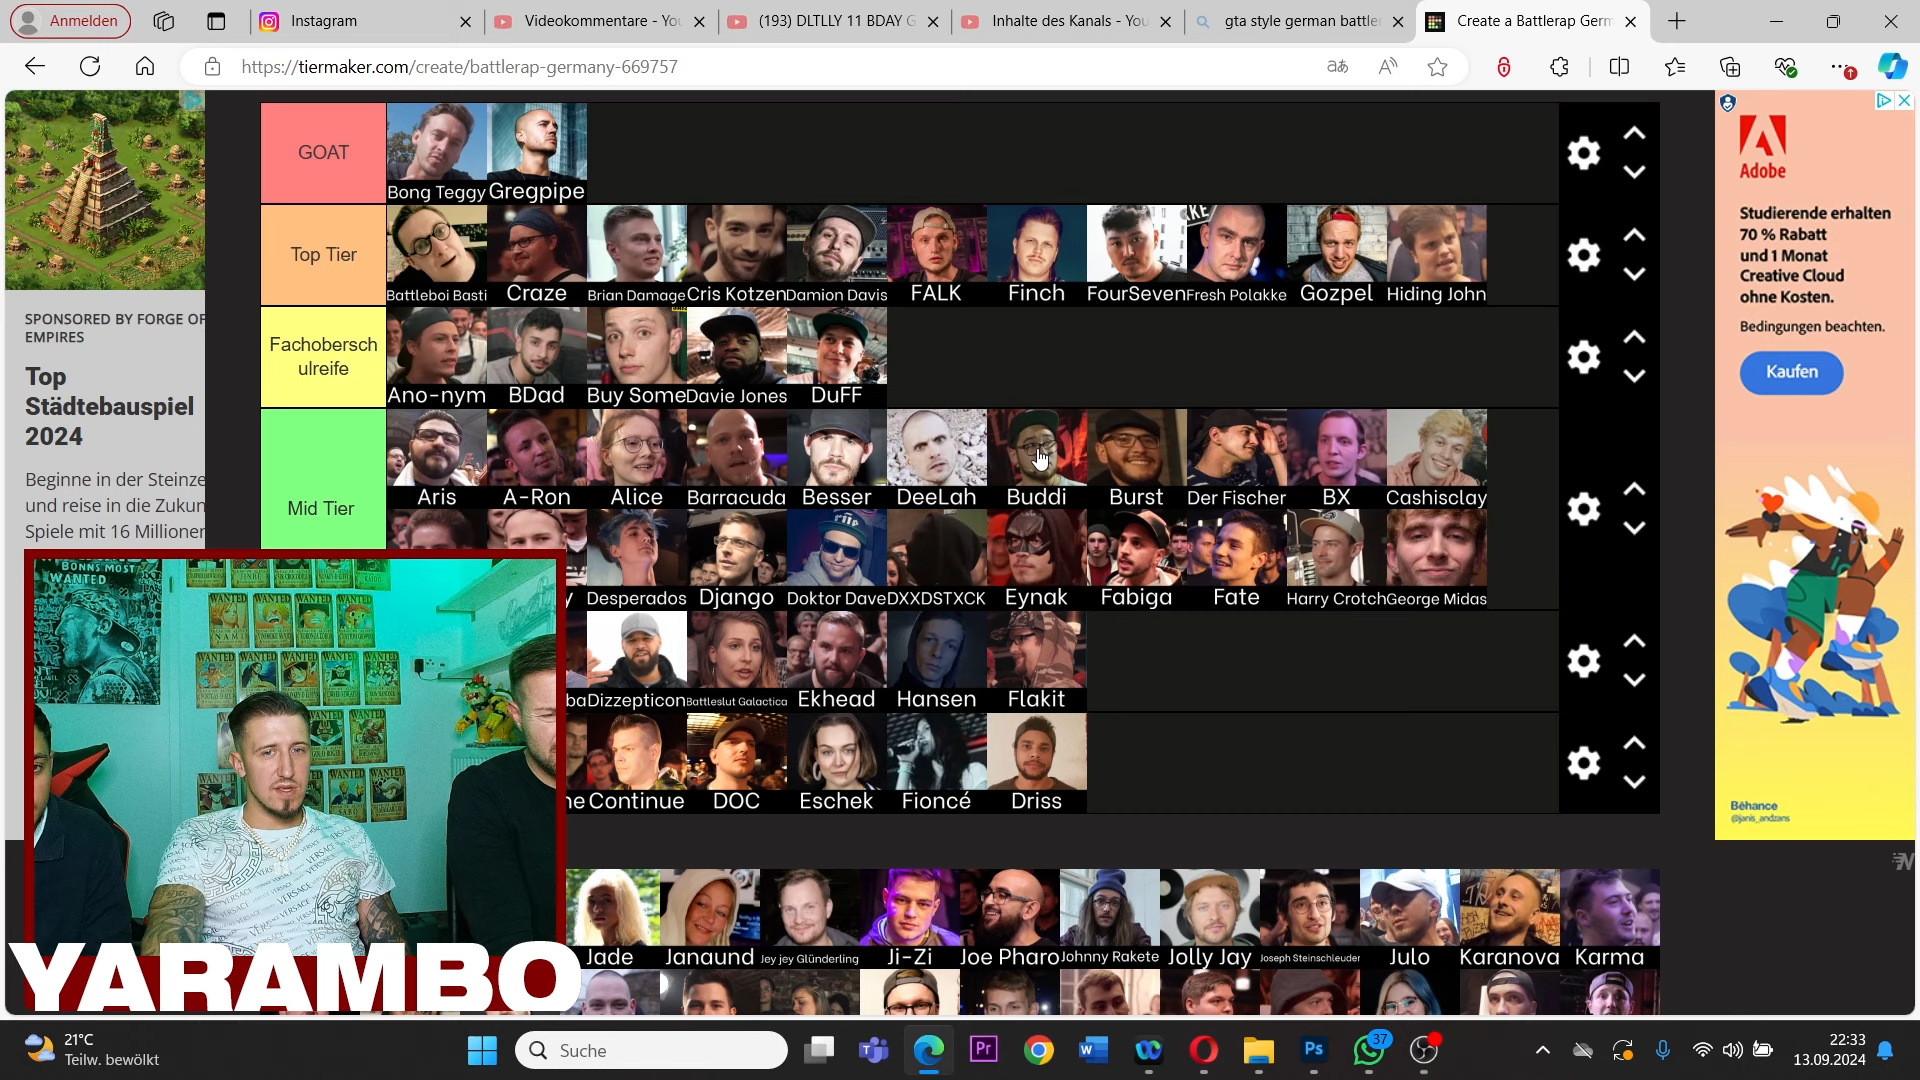 Anmelden
Instagram
Videokommentare - You
(193) DLTLLY 11 BDAY G
Inhalte des Kanals - You
gta style german battler
Create a Battlerap Germ
https://tiermaker.com/create/battlerap-germany-669757
GOAT
Bong Teggy
Gregpipe
Top Tier
Battleboi Basti
Craze
Brian Damage
Cris Kotzen
Damion Davis
FALK
Finch
FourSeven
Fresh Polakke
Gozpel
Hiding John
Fachobersch
ulreife
Ano-nym
BDad
Buy Some
Davie Jones
DuFF
Mid Tier
Aris
A-Ron
Alice
Barracuda
Besser
DeeLah
Buddi
Burst
Der Fischer
BX
Cashisclay
y
Desperados
Django
Doktor Dave
DXXDSTXCK
Eynak
Fabiga
Fate
Harry Crotch
George Midas
ba
Dizzepticon
Battleslut Galactica
Ekhead
Hansen
Flakit
ne
Continue
DOC
Eschek
Fioncé
Driss
Jade
Janaund
Jey jey Glünderling
Ji-Zi
Joe Pharo
Johnny Rakete
Jolly Jay
Joseph Steinschleuder
Julo
Karanova
Karma
SPONSORED BY FORGE OF
EMPIRES
Top
Städtebauspiel
2024
Beginne in der Steinze
und reise in die Zukun
Spiele mit 16 Millionen
BONNS MOST
WANTED
YARAMBO
Adobe
Studierende erhalten
70 % Rabatt
und 1 Monat
Creative Cloud
ohne Kosten.
Bedingungen beachten.
Kaufen
Bēhance
@janis_andzans
21°C
Teilw. bewölkt
Suche
37
22:33
13.09.2024